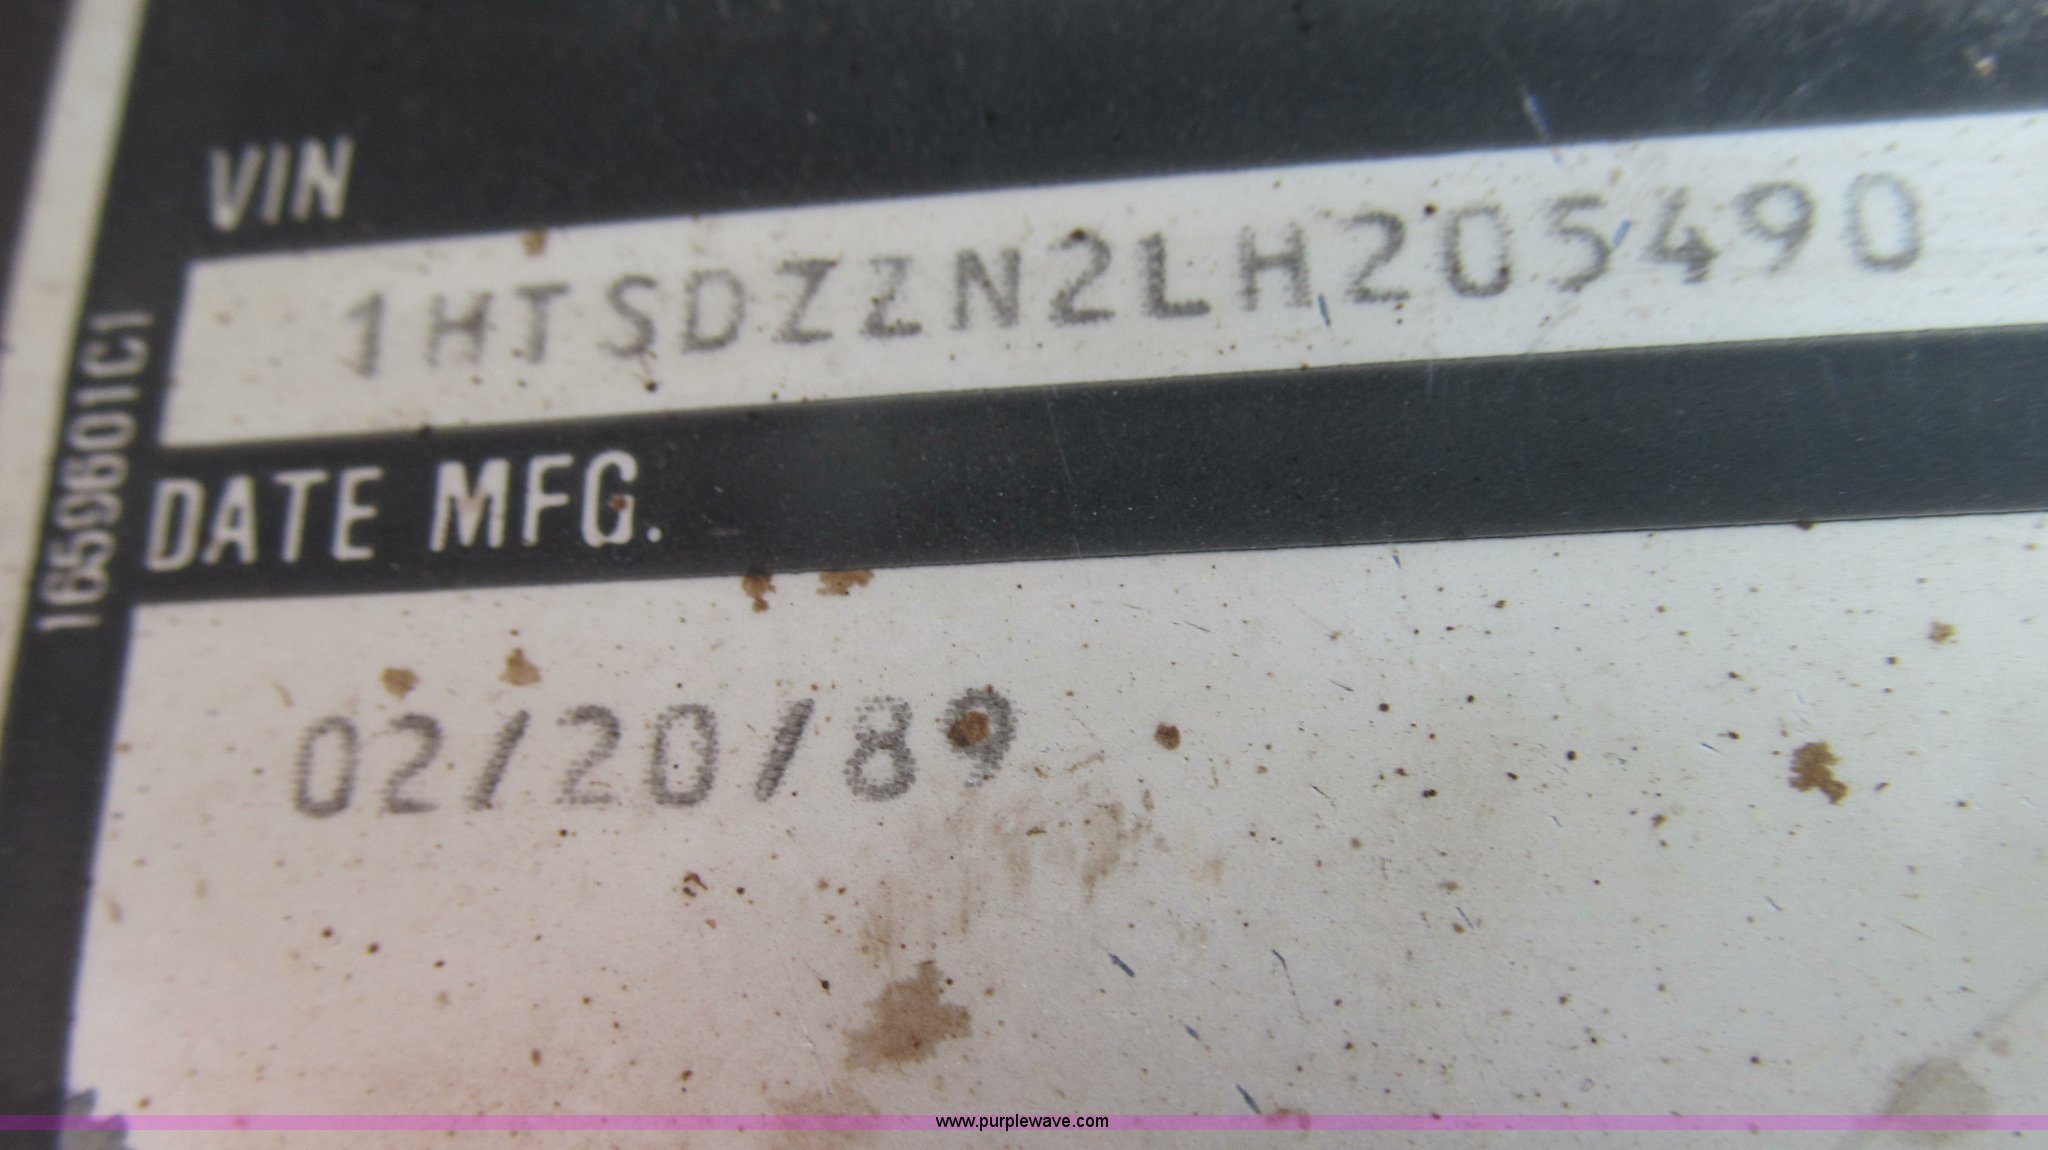 VIN
1HTSDZZN2LH205490
1659601C1
DATE MFG.
02/20/89
www.purplewave.com